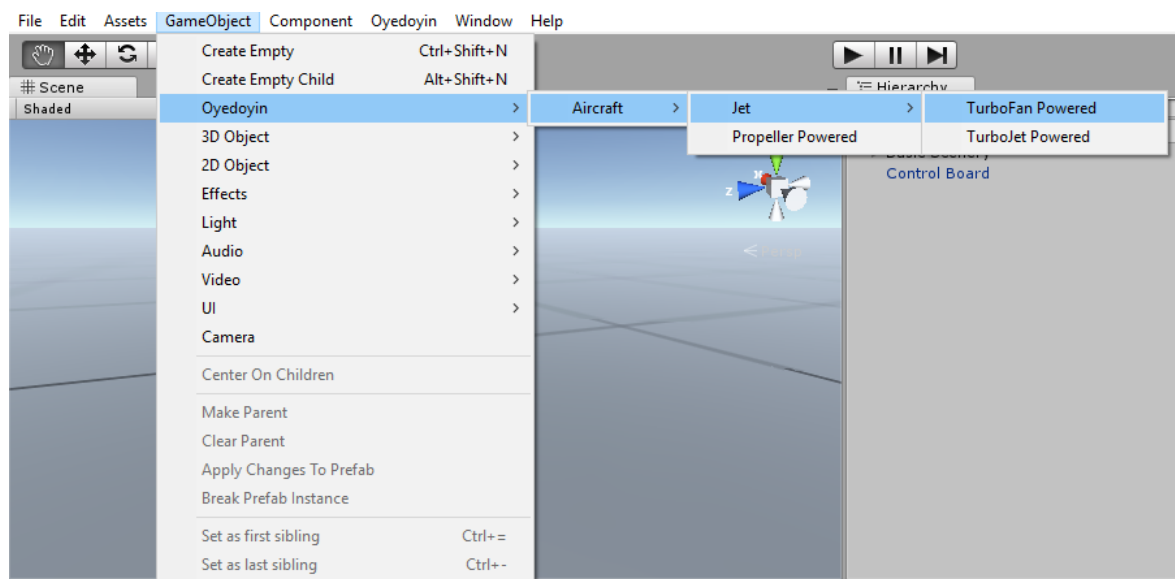 File Edit Assets GameObject Component Oyedoyin Window Help
# Scene
Shaded
Create Empty Ctrl+Shift+N
Create Empty Child Alt+Shift+N
Oyedoyin >
3D Object >
2D Object >
Effects >
Light >
Audio >
Video >
UI >
Camera
Center On Children
Make Parent
Clear Parent
Apply Changes To Prefab
Break Prefab Instance
Set as first sibling Ctrl+=
Set as last sibling Ctrl+-
Aircraft >
Jet >
Propeller Powered
TurboFan Powered
TurboJet Powered
x
z
Persp
Hierarchy
Basic Scenery
Control Board